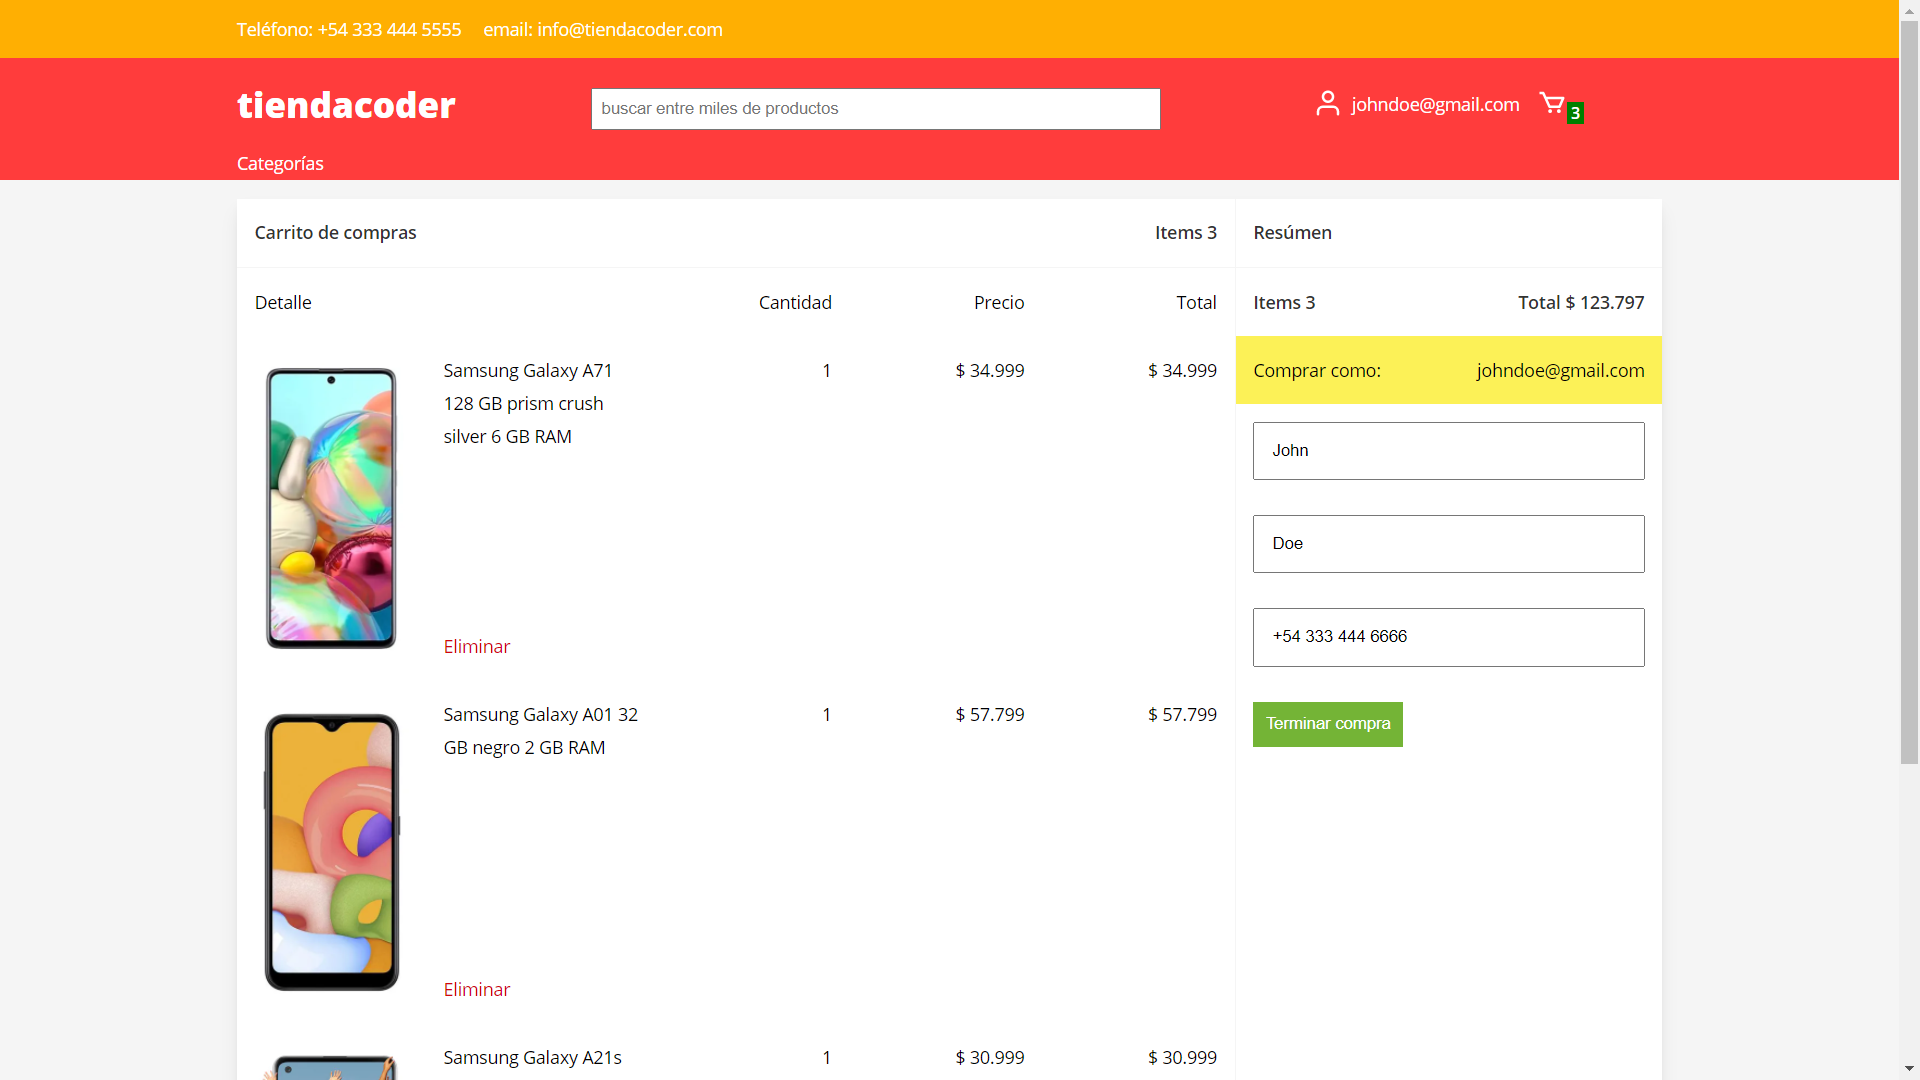 Teléfono: +54 333 444 5555 email: info@tiendacoder.com
tiendacoder
buscar entre miles de productos
johndoe@gmail.com
3
Categorías
Carrito de compras
Items 3
Detalle
Cantidad
Precio
Total
Samsung Galaxy A71
128 GB prism crush
silver 6 GB RAM
1
$ 34.999
$ 34.999
Eliminar
Samsung Galaxy A01 32
GB negro 2 GB RAM
1
$ 57.799
$ 57.799
Eliminar
Samsung Galaxy A21s
1
$ 30.999
$ 30.999
Resúmen
Items 3
Total $ 123.797
Comprar como:
johndoe@gmail.com
John
Doe
+54 333 444 6666
Terminar compra